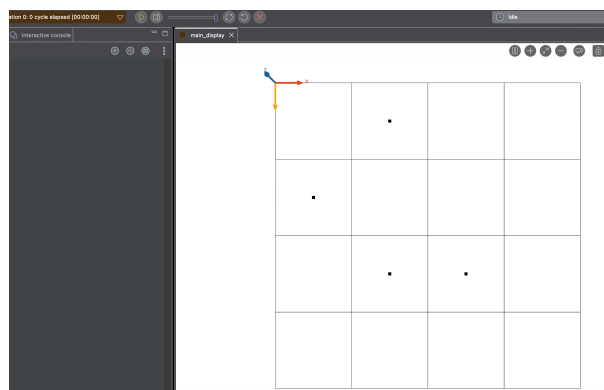 ation 0: 0 cycle elapsed [00:00:00]
Idle
Interactive console
main_display